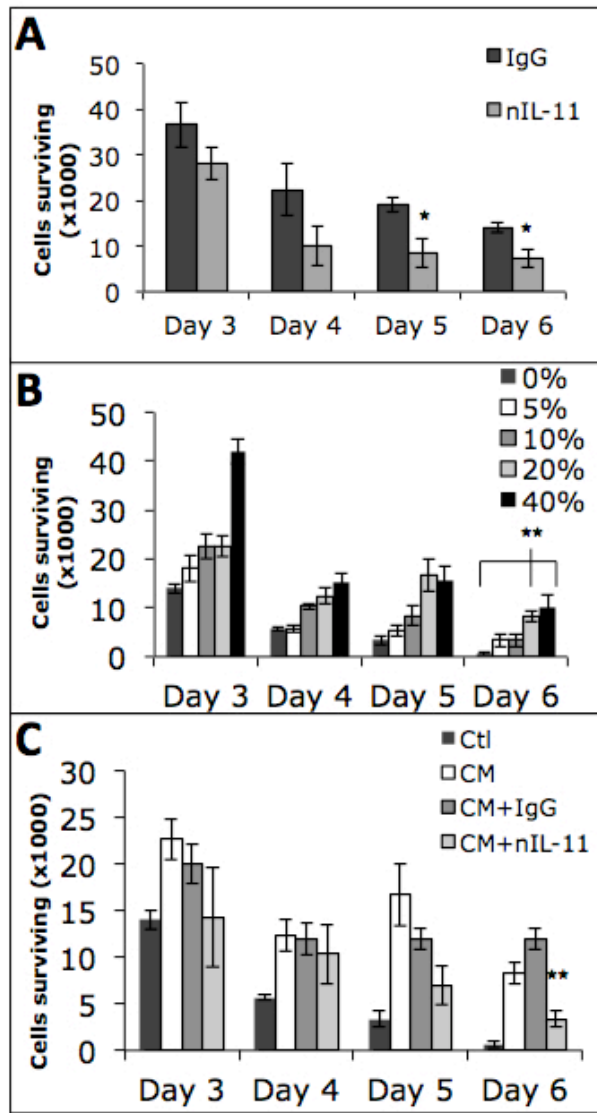 A
IgG
nIL-11
Cells surviving
(x1000)
50
40
30
20
10
0
★
★
Day 3 Day 4 Day 5 Day 6
B
0%
5%
10%
20%
40%
Cells surviving
(x1000)
50
40
30
20
10
0
★★
Day 3 Day 4 Day 5 Day 6
C
Ctl
CM
CM+IgG
CM+nIL-11
Cells surviving (x1000)
30
25
20
15
10
5
0
★★
Day 3 Day 4 Day 5 Day 6